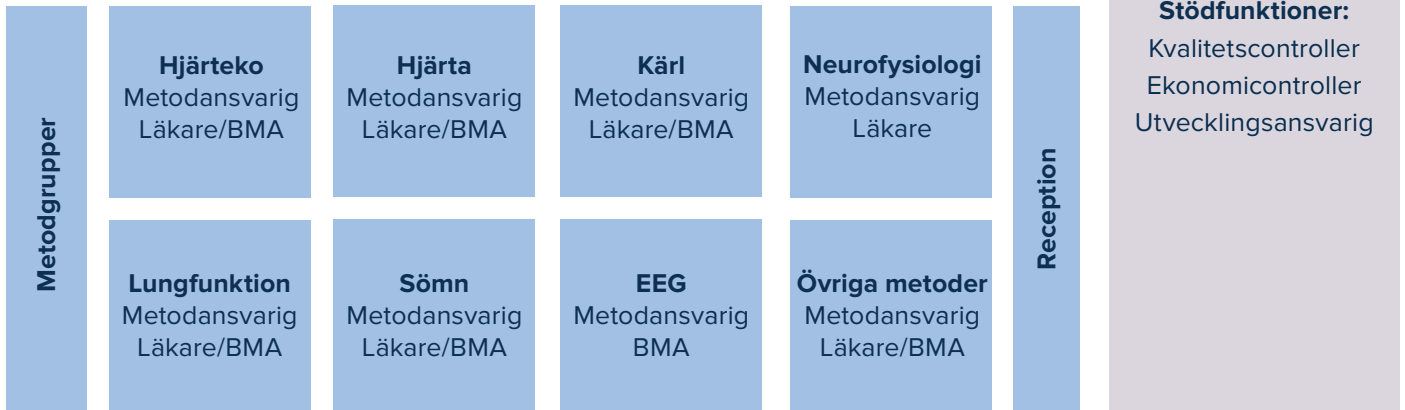 Metodgrupper
Hjärteko
Metodansvarig
Läkare/BMA
Hjärta
Metodansvarig
Läkare/BMA
Kärl
Metodansvarig
Läkare/BMA
Neurofysiologi
Metodansvarig
Läkare
Lungfunktion
Metodansvarig
Läkare/BMA
Sömn
Metodansvarig
Läkare/BMA
EEG
Metodansvarig
BMA
Övriga metoder
Metodansvarig
Läkare/BMA
Reception
Stödfunktioner:
Kvalitetscontroller
Ekonomicontroller
Utvecklingsansvarig